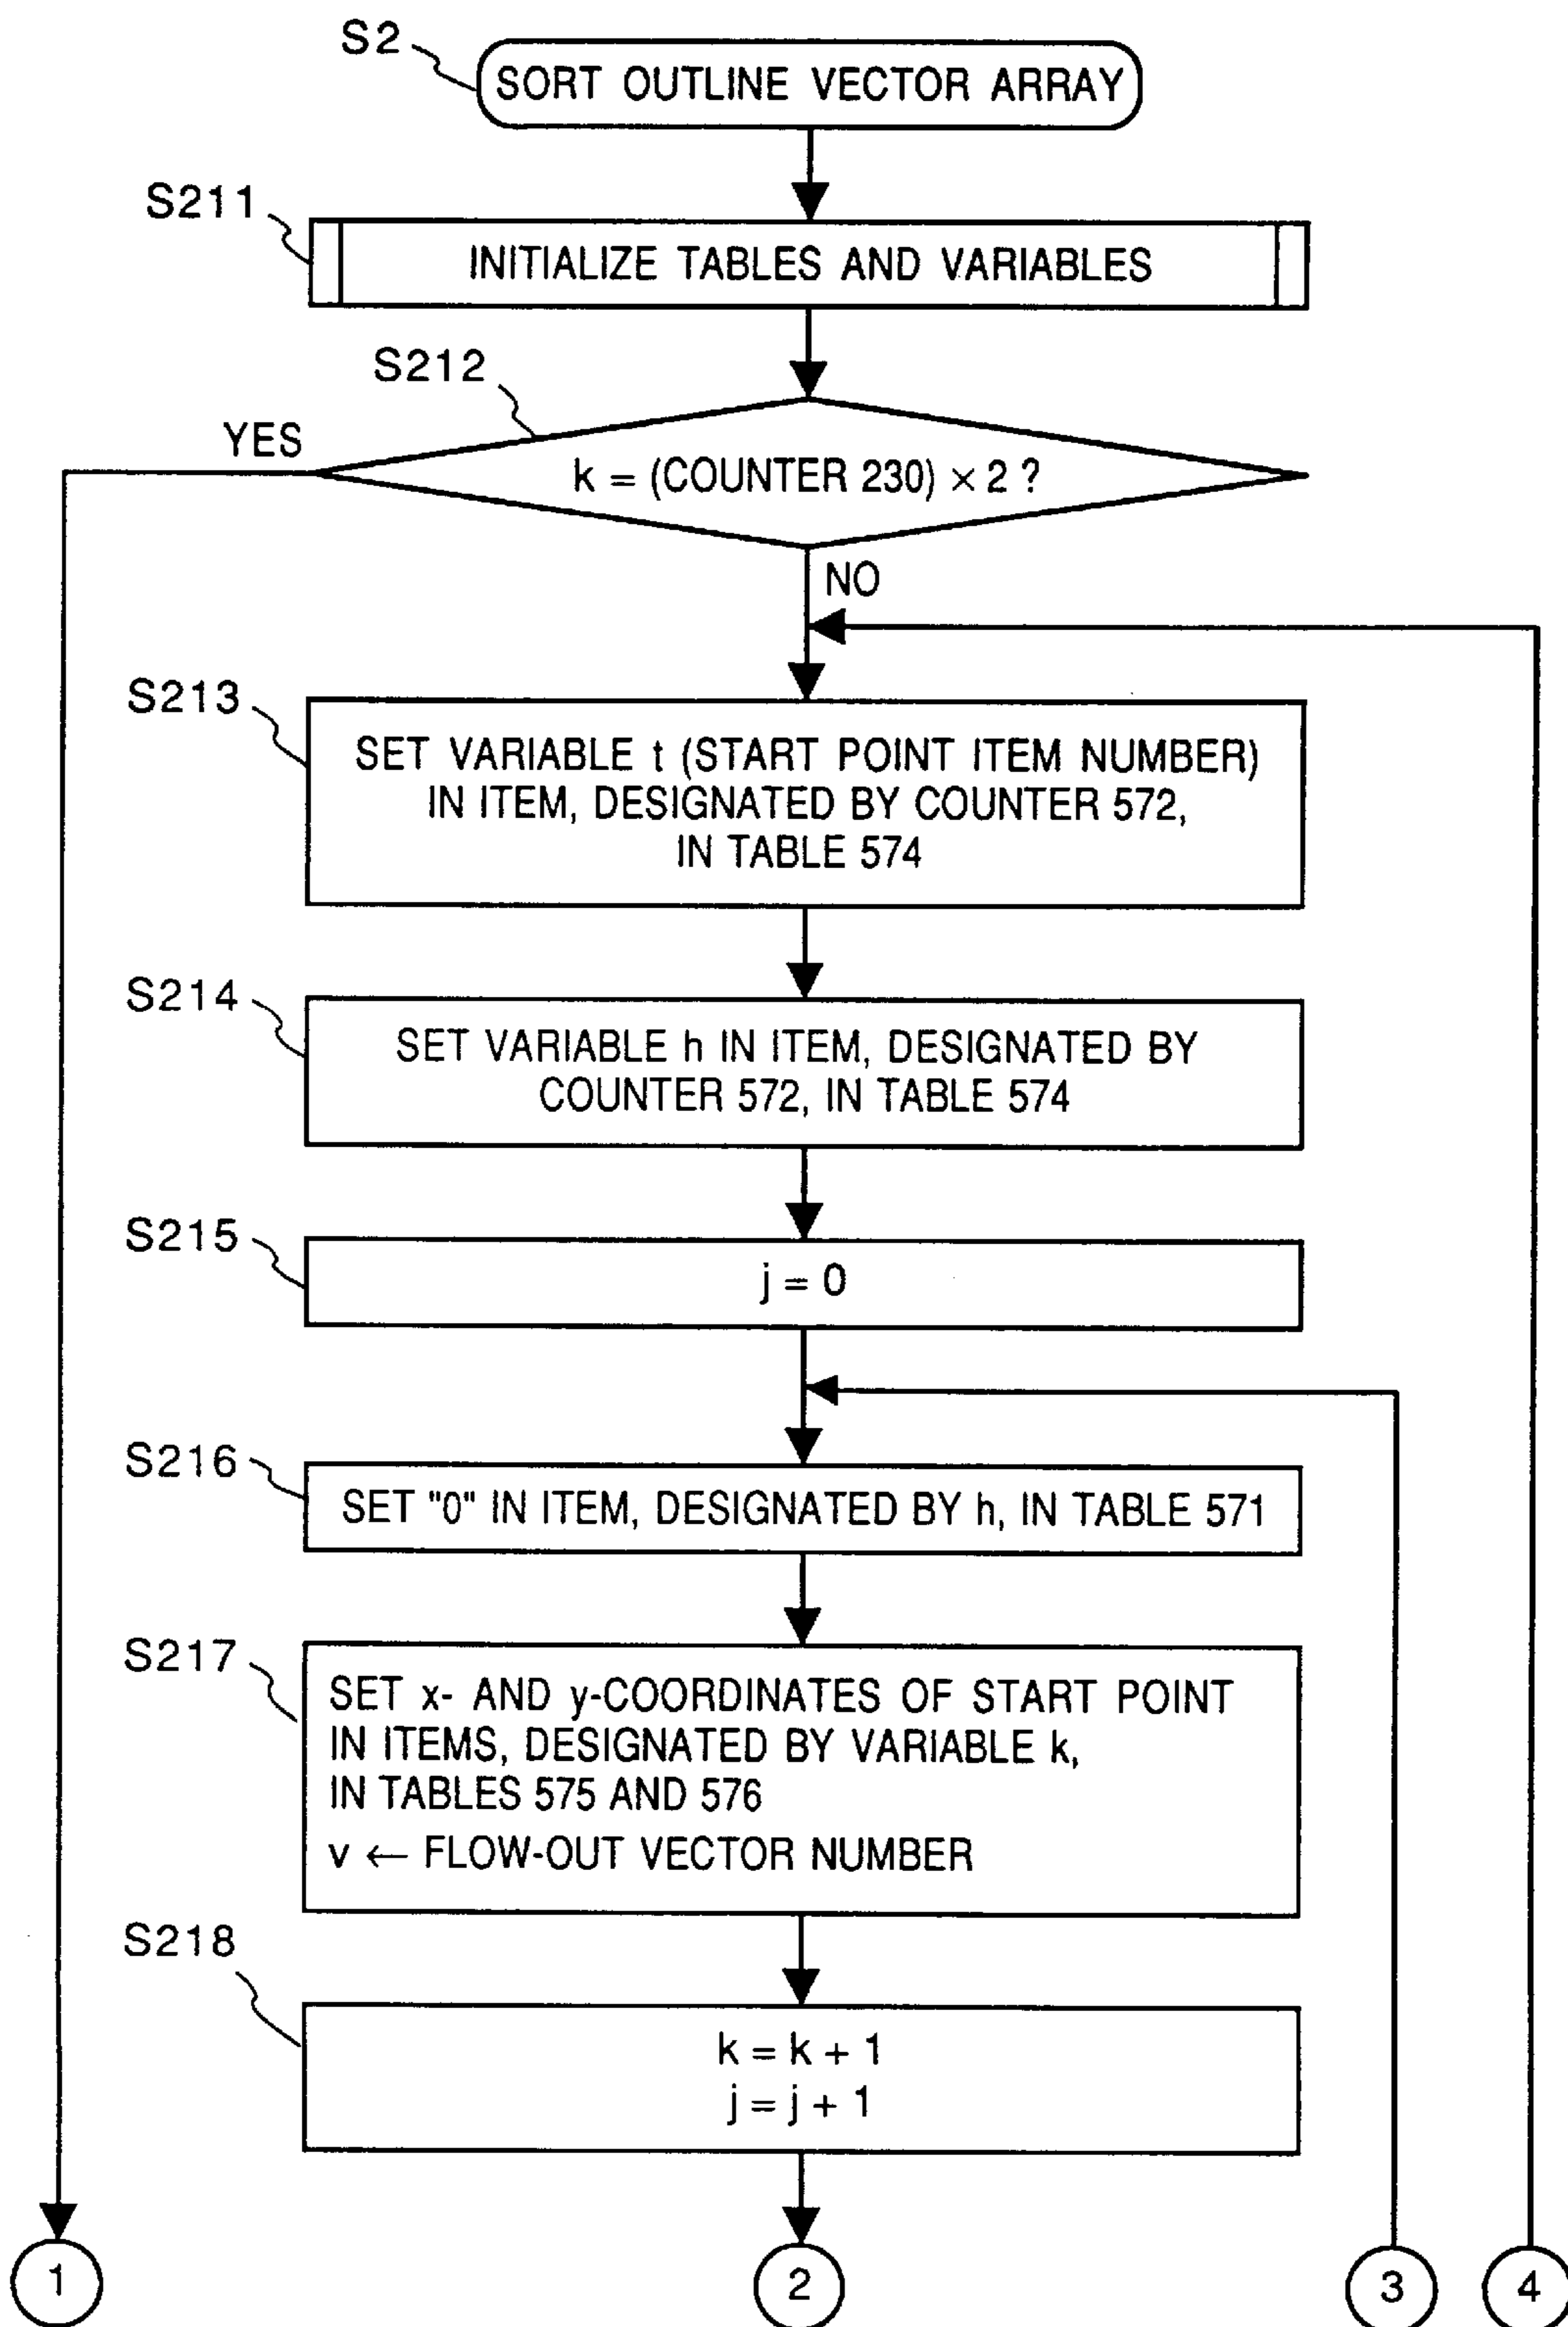 S2
SORT OUTLINE VECTOR ARRAY
S211
INITIALIZE TABLES AND VARIABLES
S212
YES
k = (COUNTER 230) × 2 ?
NO
S213
SET VARIABLE t (START POINT ITEM NUMBER)
IN ITEM, DESIGNATED BY COUNTER 572,
IN TABLE 574
S214
SET VARIABLE h IN ITEM, DESIGNATED BY
COUNTER 572, IN TABLE 574
S215
j = 0
S216
SET "0" IN ITEM, DESIGNATED BY h, IN TABLE 571
S217
SET x- AND y-COORDINATES OF START POINT
IN ITEMS, DESIGNATED BY VARIABLE k,
IN TABLES 575 AND 576
v ← FLOW-OUT VECTOR NUMBER
S218
k = k + 1
j = j + 1
1
2
3
4